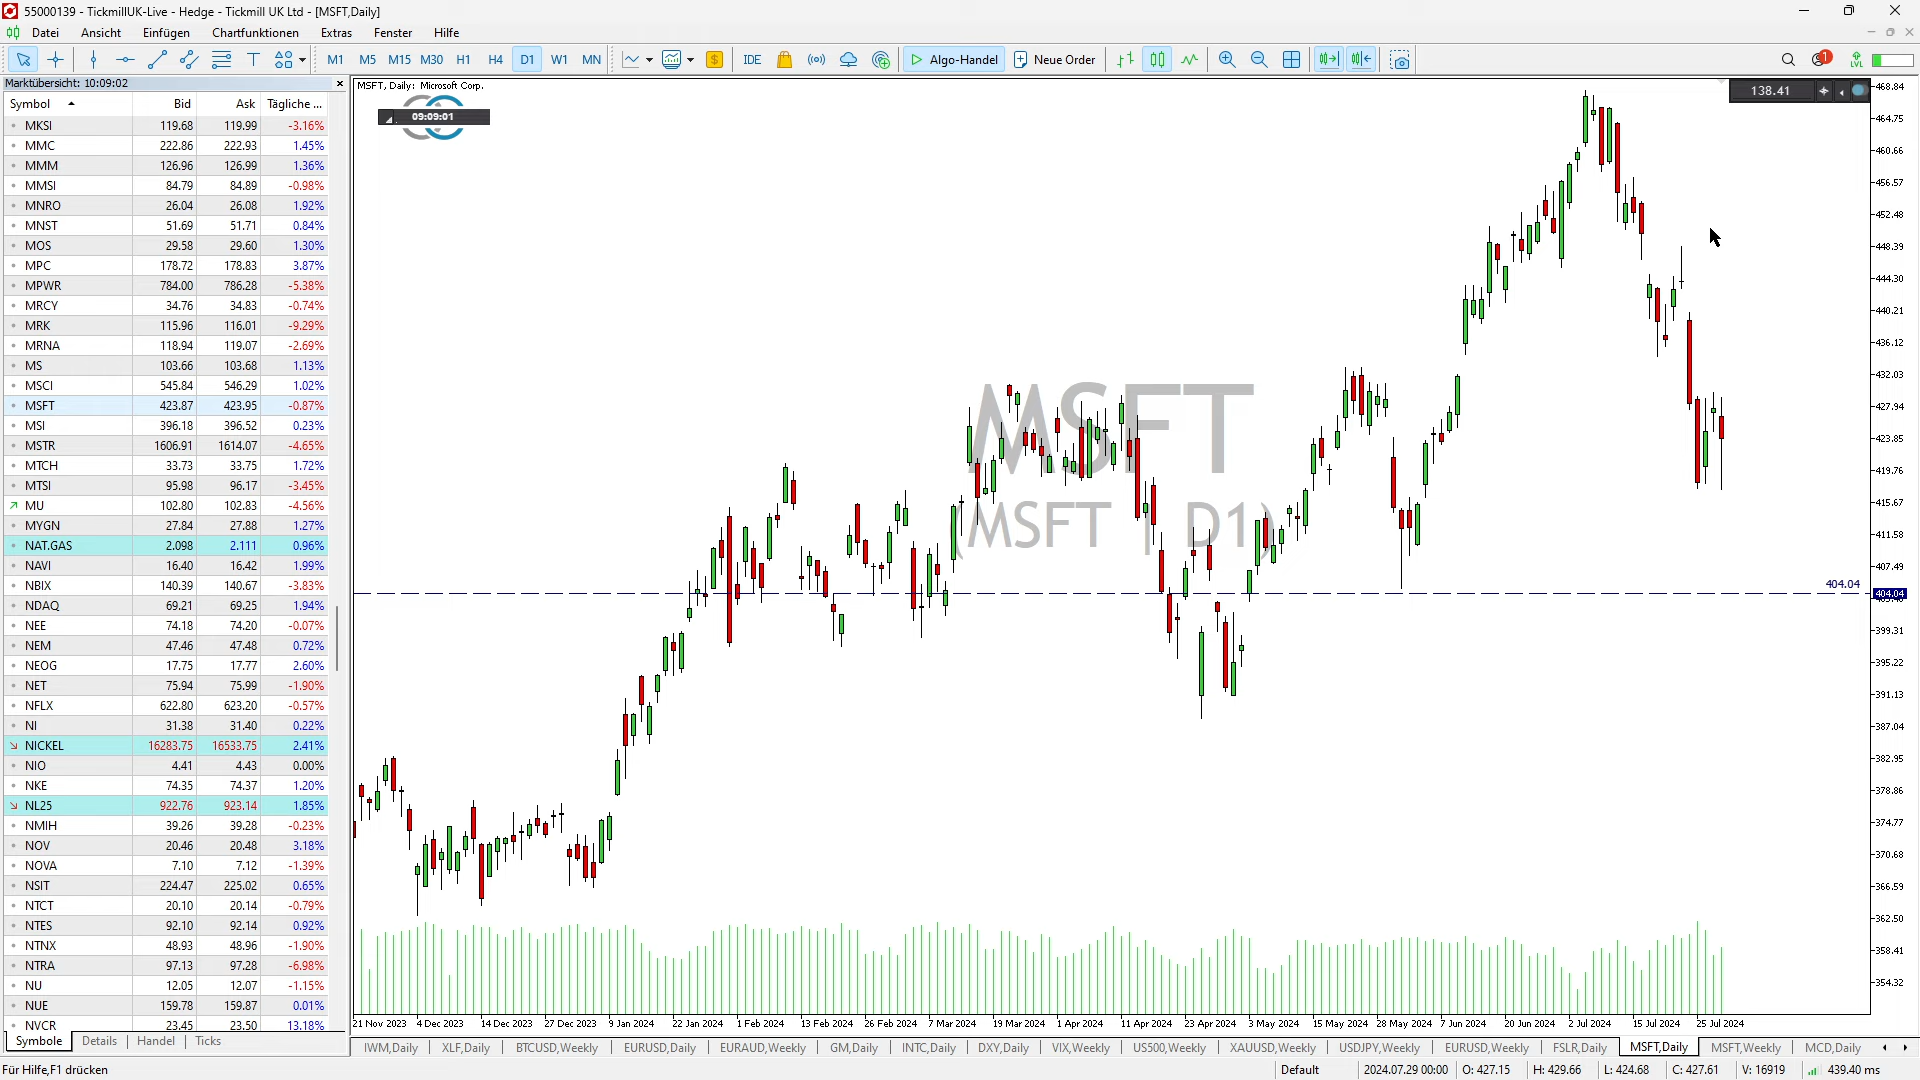 55000139 - TickmillUK-Live - Hedge - Tickmill UK Ltd - [MSFT,Daily]
Datei Ansicht Einfügen Chartfunktionen Extras Fenster Hilfe
M1 M5 M15 M30 H1 H4 D1 W1 MN IDE Algo-Handel Neue Order
Marktübersicht: 10:09:02
Symbol Bid Ask Tägliche ...
MKSI 119.68 119.99 -3.16%
MMC 222.86 222.93 1.45%
MMM 126.96 126.99 1.36%
MMSI 84.79 84.89 -0.98%
MNRO 26.04 26.08 1.92%
MNST 51.69 51.71 0.84%
MOS 29.58 29.60 1.30%
MPC 178.72 178.83 3.87%
MPWR 784.00 786.28 -5.38%
MRCY 34.76 34.83 -0.74%
MRK 115.96 116.01 -9.29%
MRNA 118.94 119.07 -2.69%
MS 103.66 103.68 1.13%
MSCI 545.84 546.29 1.02%
MSFT 423.87 423.95 -0.87%
MSI 396.18 396.52 0.23%
MSTR 1606.91 1614.07 -4.65%
MTCH 33.73 33.75 1.72%
MTSI 95.98 96.17 -3.45%
MU 102.80 102.83 -4.56%
MYGN 27.84 27.88 1.27%
NAT.GAS 2.098 2.111 0.96%
NAVI 16.40 16.42 1.99%
NBIX 140.39 140.67 -3.83%
NDAQ 69.21 69.25 1.94%
NEE 74.18 74.20 -0.07%
NEM 47.46 47.48 0.72%
NEOG 17.75 17.77 2.60%
NET 75.94 75.99 -1.90%
NFLX 622.80 623.20 -0.57%
NI 31.38 31.40 0.22%
NICKEL 16283.75 16533.75 2.41%
NIO 4.41 4.43 0.00%
NKE 74.35 74.37 1.20%
NL25 922.76 923.14 1.85%
NMIH 39.26 39.28 -0.23%
NOV 20.46 20.48 3.18%
NOVA 7.10 7.12 -1.39%
NSIT 224.47 225.02 0.65%
NTCT 20.10 20.14 -0.79%
NTES 92.10 92.14 0.92%
NTNX 48.93 48.96 -1.90%
NTRA 97.13 97.28 -6.98%
NU 12.05 12.07 -1.15%
NUE 159.78 159.87 0.01%
NVCR 23.45 23.50 13.18%
Symbole Details Handel Ticks
MSFT, Daily: Microsoft Corp.
09:09:01
138.41
LVL
1
MSFT
(MSFT | D1)
404.04
468.84
464.75
460.66
456.57
452.48
448.39
444.30
440.21
436.12
432.03
427.94
423.85
419.76
415.67
411.58
407.49
404.04
399.31
395.22
391.13
387.04
382.95
378.86
374.77
370.68
366.59
362.50
358.41
354.32
21 Nov 2023 4 Dec 2023 14 Dec 2023 27 Dec 2023 9 Jan 2024 22 Jan 2024 1 Feb 2024 13 Feb 2024 26 Feb 2024 7 Mar 2024 19 Mar 2024 1 Apr 2024 11 Apr 2024 23 Apr 2024 3 May 2024 15 May 2024 28 May 2024 7 Jun 2024 20 Jun 2024 2 Jul 2024 15 Jul 2024 25 Jul 2024
IWM,Daily XLF,Daily BTCUSD,Weekly EURUSD,Daily EURAUD,Weekly GM,Daily INTC,Daily DXY,Daily VIX,Weekly US500,Weekly XAUUSD,Weekly USDJPY,Weekly EURUSD,Weekly FSLR,Daily MSFT,Daily MSFT,Weekly MCD,Daily
Für Hilfe,F1 drücken
Default 2024.07.29 00:00 O: 427.15 H: 429.66 L: 424.68 C: 427.61 V: 16919 439.40 ms